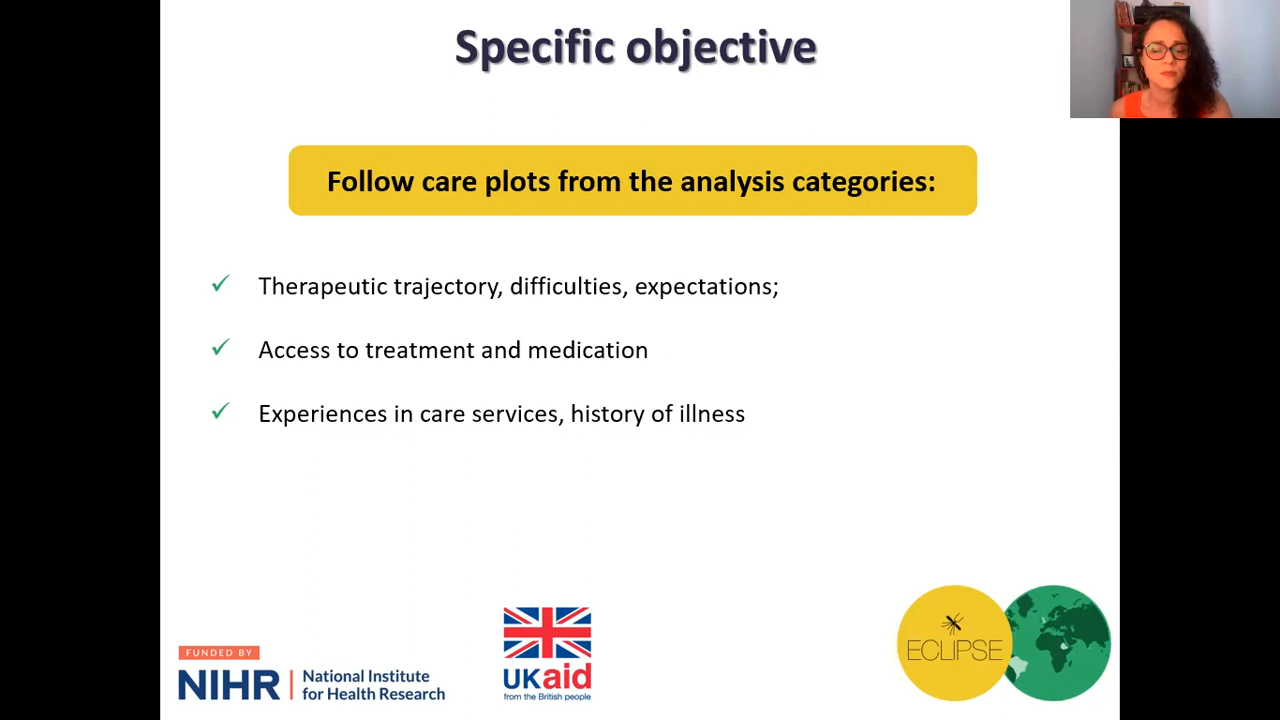 Specific objective
Follow care plots from the analysis categories:
Therapeutic trajectory, difficulties, expectations;
Access to treatment and medication
Experiences in care services, history of illness
FUNDED BY
NIHR
National Institute
for Health Research
UKaid
from the British people
ECLIPSE